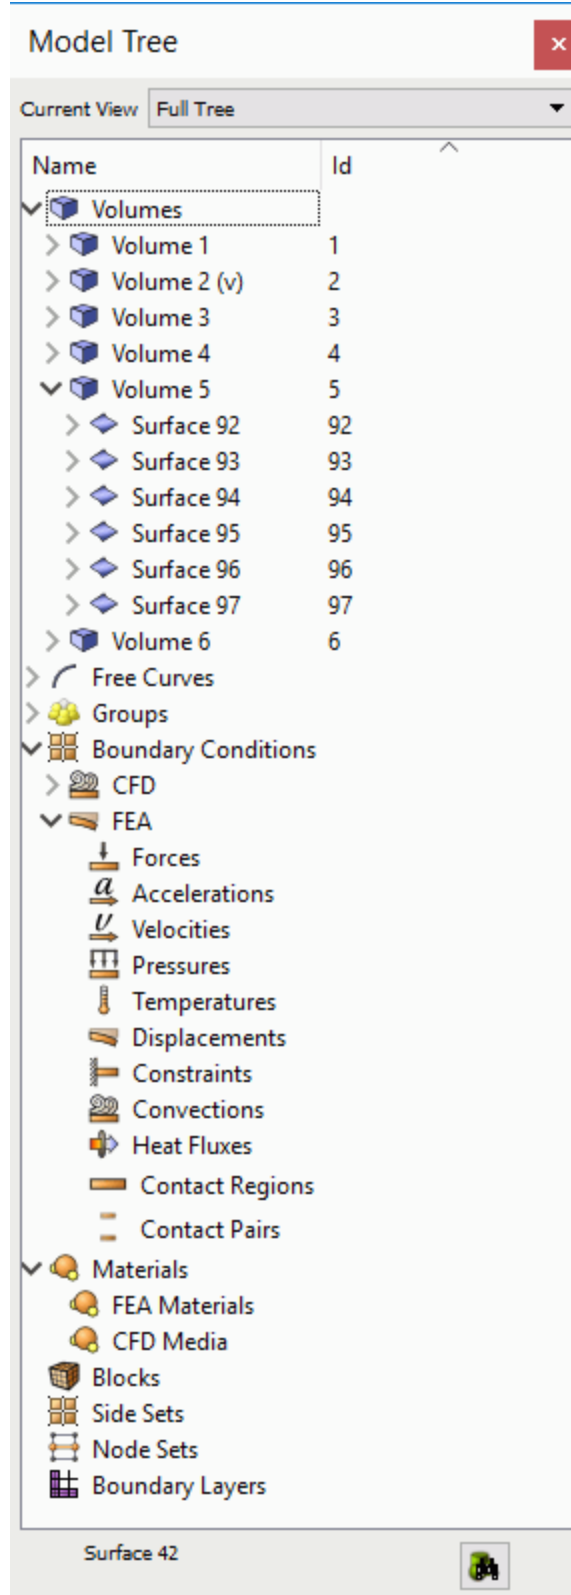 Model Tree
Current View Full Tree
Name Id
Volumes
Volume 1 1
Volume 2 (v) 2
Volume 3 3
Volume 4 4
Volume 5 5
Surface 92 92
Surface 93 93
Surface 94 94
Surface 95 95
Surface 96 96
Surface 97 97
Volume 6 6
Free Curves
Groups
Boundary Conditions
CFD
FEA
Forces
a Accelerations
v Velocities
Pressures
Temperatures
Displacements
Constraints
Convections
Heat Fluxes
Contact Regions
Contact Pairs
Materials
FEA Materials
CFD Media
Blocks
Side Sets
Node Sets
Boundary Layers
Surface 42